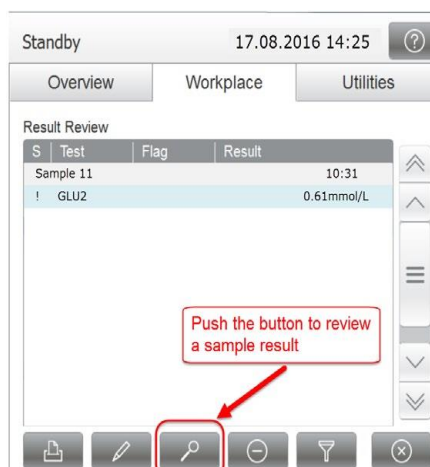 Standby 17.08.2016 14:25 ?
Overview Workplace Utilities
Result Review
S Test Flag Result
Sample 11 10:31
! GLU2 0.61mmol/L
Push the button to review
a sample result